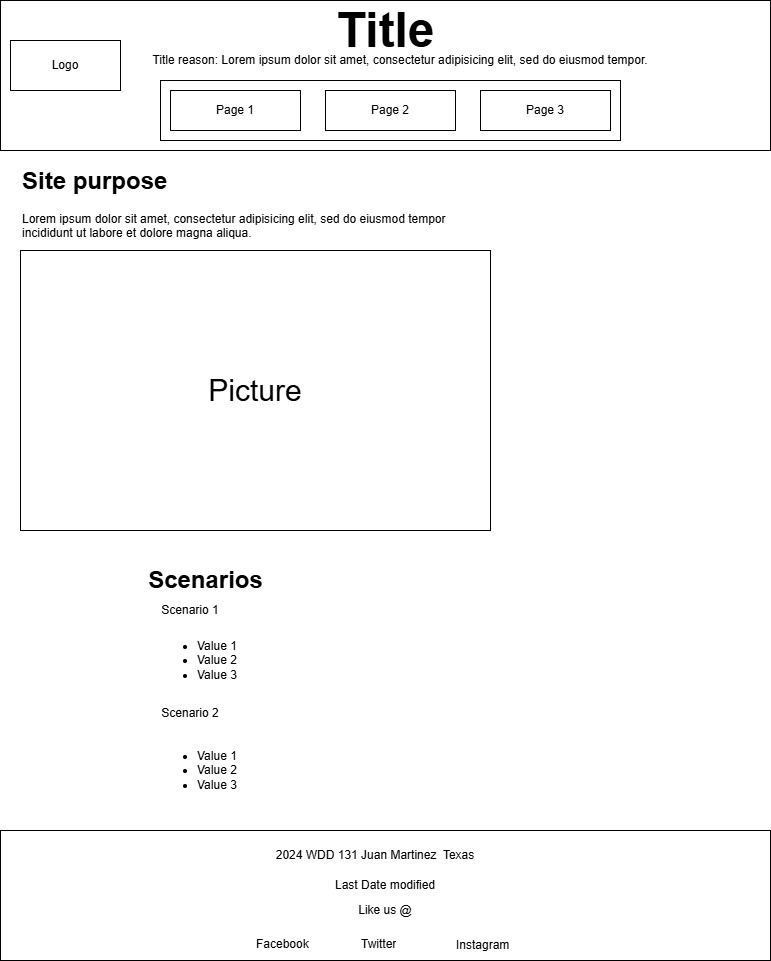 Title
Logo
Title reason: Lorem ipsum dolor sit amet, consectetur adipisicing elit, sed do eiusmod tempor.
Page 1
Page 2
Page 3
Site purpose
Lorem ipsum dolor sit amet, consectetur adipisicing elit, sed do eiusmod tempor
incididunt ut labore et dolore magna aliqua.
Picture
Scenarios
Scenario 1
• Value 1
• Value 2
• Value 3
Scenario 2
• Value 1
• Value 2
• Value 3
2024 WDD 131 Juan Martinez  Texas
Last Date modified
Like us @
Facebook
Twitter
Instagram